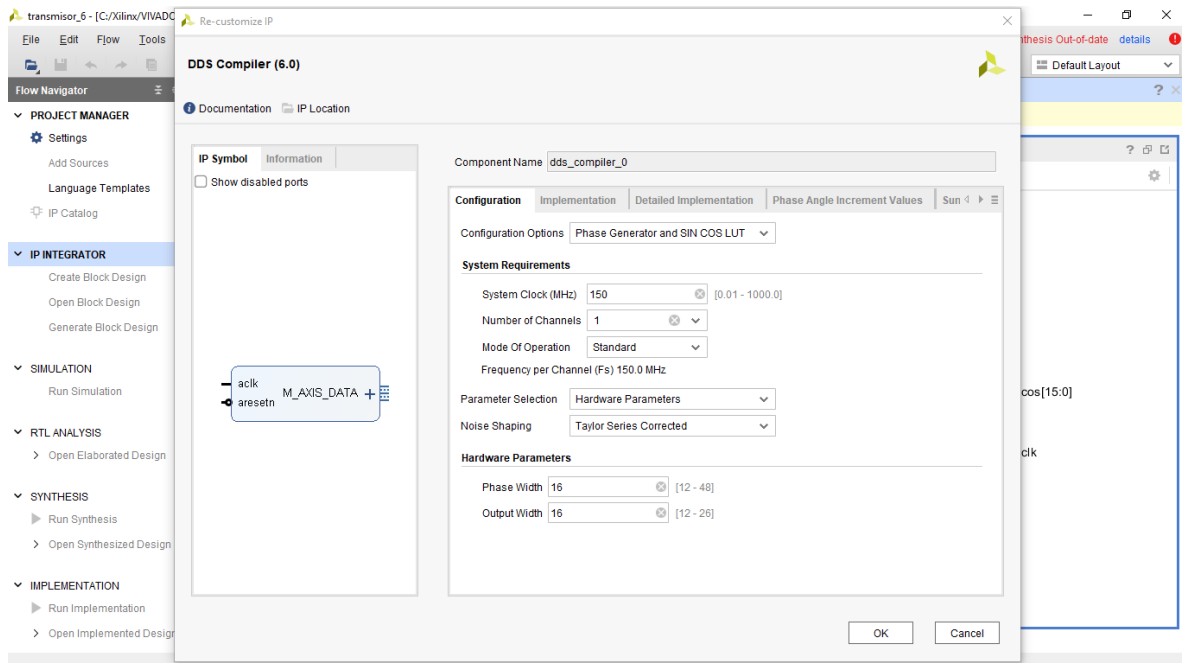 transmisor_6 - [C:/Xilinx/VIVADO
File Edit Flow Tools
thesis Out-of-date details
Default Layout
Flow Navigator
PROJECT MANAGER
Settings
Add Sources
Language Templates
IP Catalog
IP INTEGRATOR
Create Block Design
Open Block Design
Generate Block Design
SIMULATION
Run Simulation
RTL ANALYSIS
Open Elaborated Design
SYNTHESIS
Run Synthesis
Open Synthesized Design
IMPLEMENTATION
Run Implementation
Open Implemented Design
Re-customize IP
DDS Compiler (6.0)
Documentation IP Location
IP Symbol Information
Show disabled ports
aclk
aresetn
M_AXIS_DATA
Component Name dds_compiler_0
Configuration Implementation Detailed Implementation Phase Angle Increment Values Sun
Configuration Options Phase Generator and SIN COS LUT
System Requirements
System Clock (MHz) 150 [0.01 - 1000.0]
Number of Channels 1
Mode Of Operation Standard
Frequency per Channel (Fs) 150.0 MHz
Parameter Selection Hardware Parameters
Noise Shaping Taylor Series Corrected
Hardware Parameters
Phase Width 16 [12 - 48]
Output Width 16 [12 - 26]
OK Cancel
cos[15:0]
clk